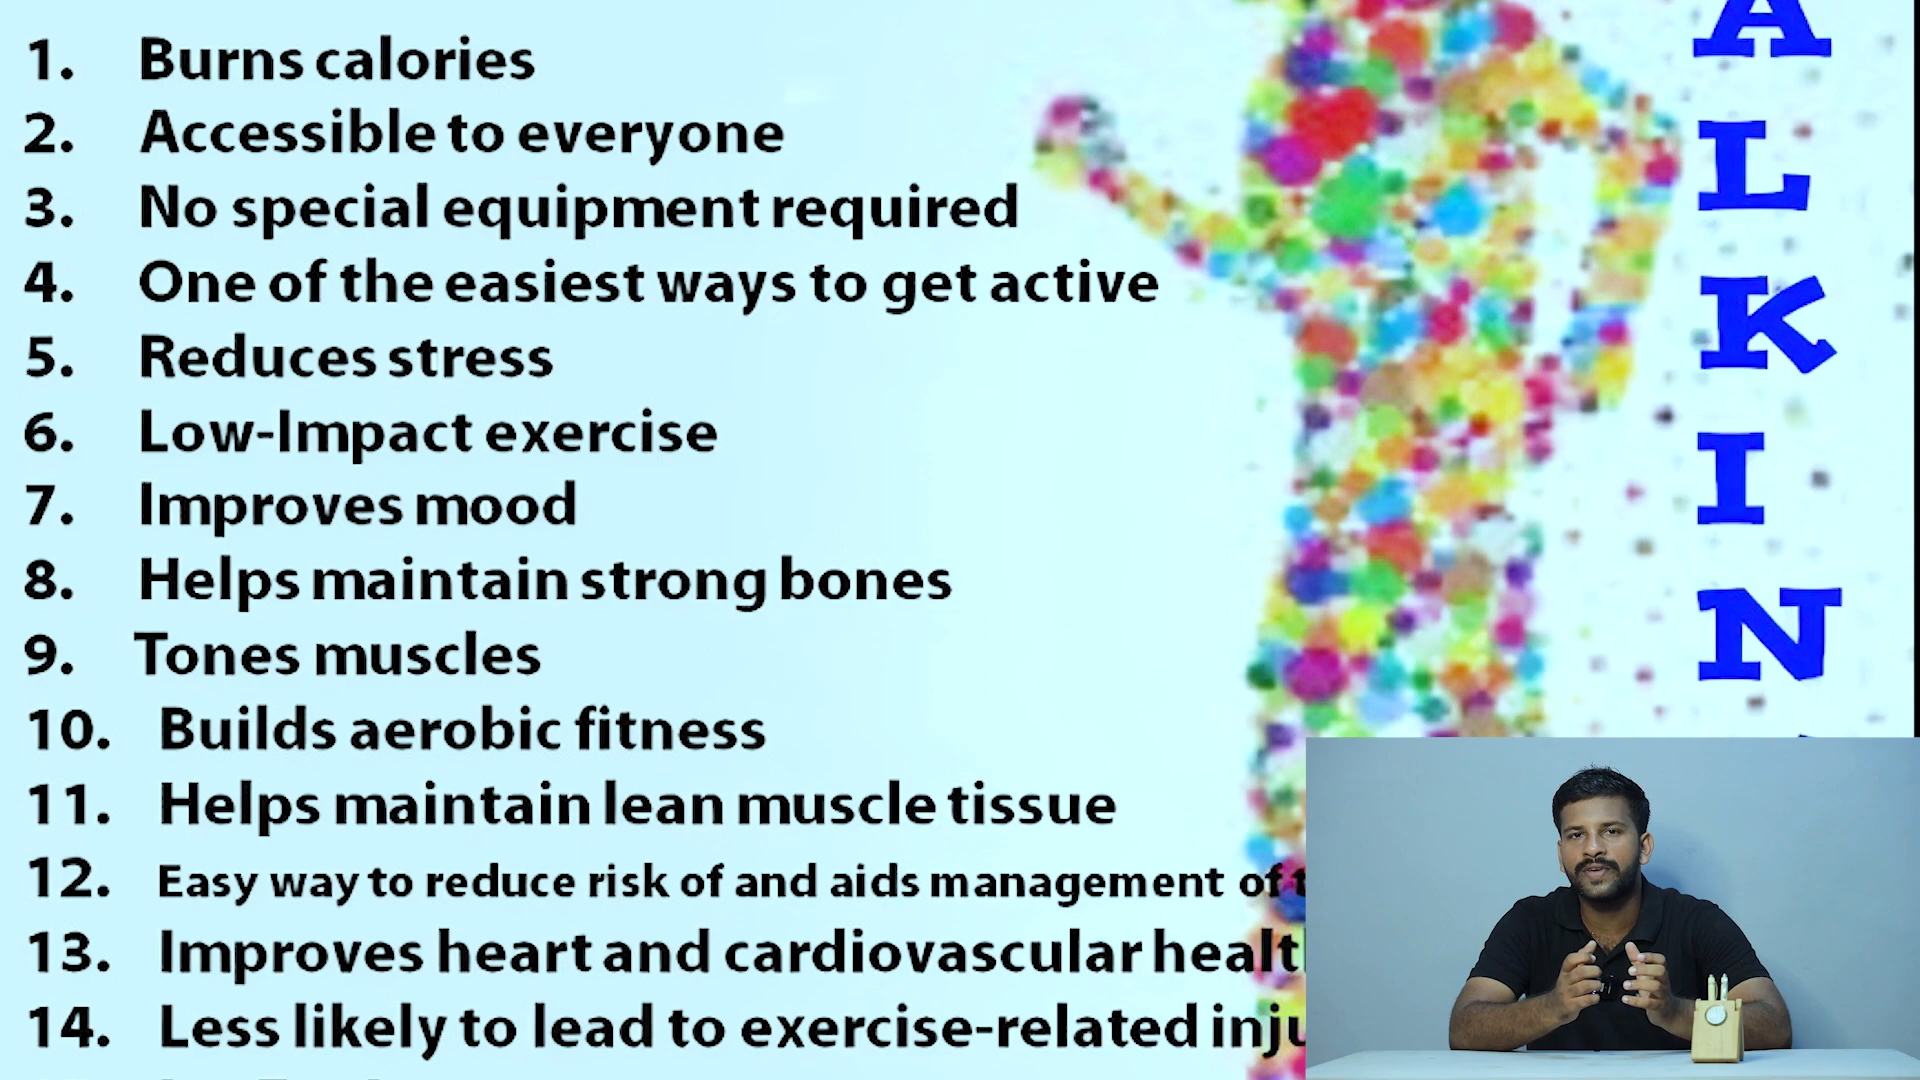 1. Burns calories
2. Accessible to everyone
3. No special equipment required
4. One of the easiest ways to get active
5. Reduces stress
6. Low-Impact exercise
7. Improves mood
8. Helps maintain strong bones
9. Tones muscles
10. Builds aerobic fitness
11. Helps maintain lean muscle tissue
12. Easy way to reduce risk of and aids management of
13. Improves heart and cardiovascular
14. Less likely to lead to exercise-related
A
L
K
I
N